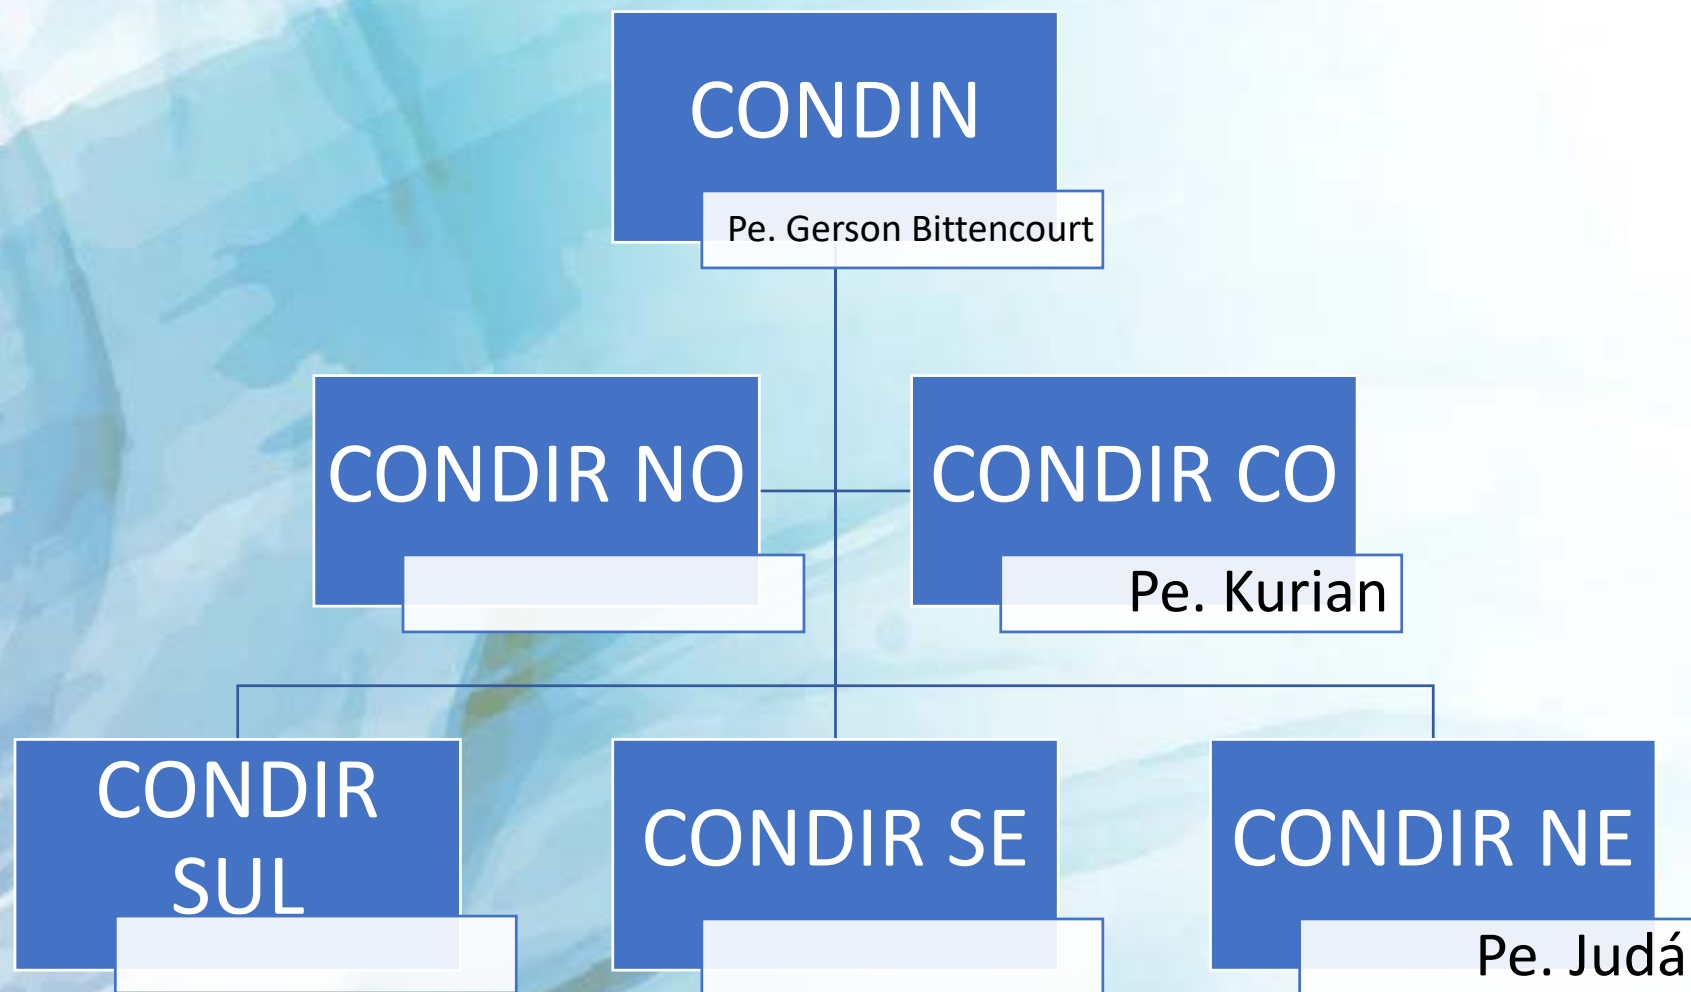 CONDIN
Pe. Gerson Bittencourt
CONDIR NO
CONDIR CO
Pe. Kurian
CONDIR
SUL
CONDIR SE
CONDIR NE
Pe. Judá